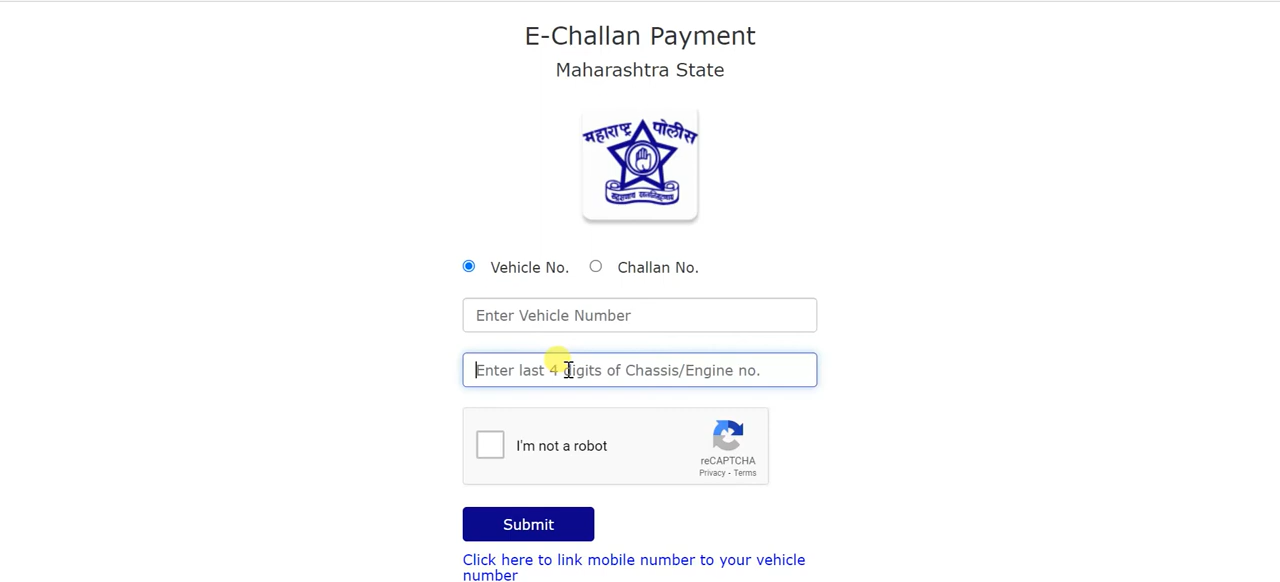 E-Challan Payment
Maharashtra State
महाराष्ट्र पोलीस
Vehicle No. Challan No.
Enter Vehicle Number
Enter last 4 digits of Chassis/Engine no.
I'm not a robot
reCAPTCHA
Privacy - Terms
Submit
Click here to link mobile number to your vehicle
number